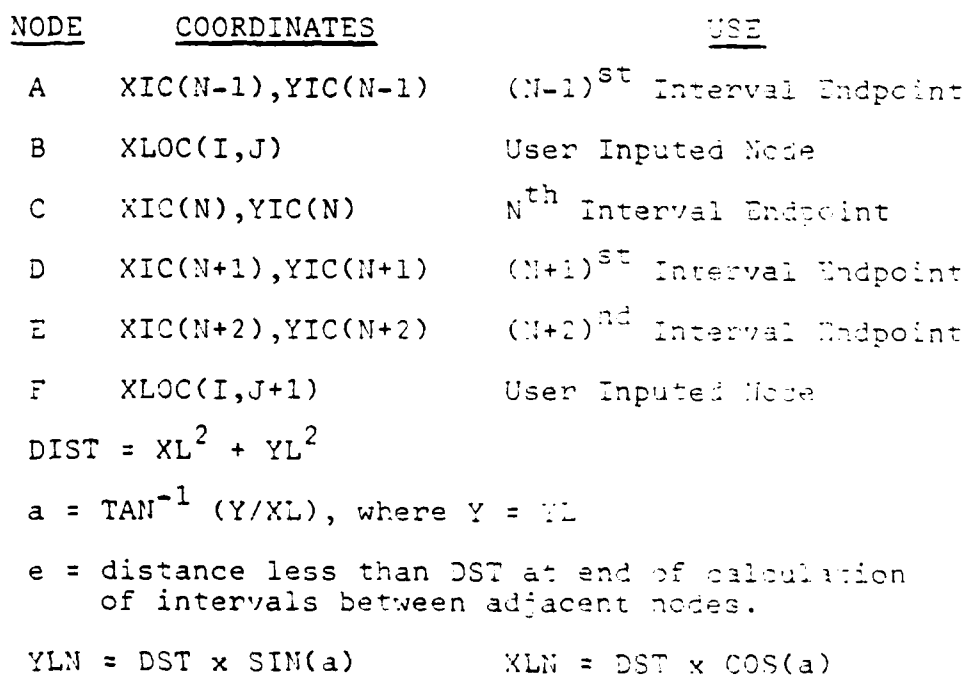 NODE COORDINATES USE
A XIC(N-1),YIC(N-1) (N-1)st Interval Endpoint
B XLOC(I,J) User Inputed Node
C XIC(N),YIC(N) Nth Interval Endpoint
D XIC(N+1),YIC(N+1) (N+1)st Interval Endpoint
E XIC(N+2),YIC(N+2) (N+2)nd Interval Endpoint
F XLOC(I,J+1) User Inputed Node
DIST = XL² + YL²
a = TAN⁻¹ (Y/XL), where Y = YL
e = distance less than DST at end of calculation
of intervals between adjacent nodes.
YLN = DST x SIN(a) XLN = DST x COS(a)